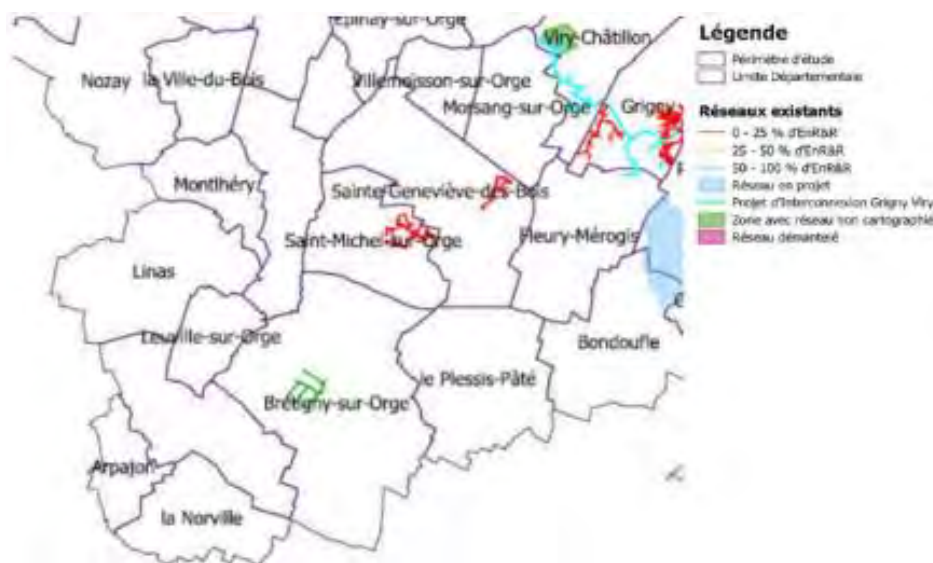 Épinay-sur-Orge
Viry-Châtillon
Nozay
la Ville-du-Bois
Villemoisson-sur-Orge
Morsang-sur-Orge
Grigny
Montlhéry
Sainte-Geneviève-des-Bois
Saint-Michel-sur-Orge
Fleury-Mérogis
Linas
Leuville-sur-Orge
Bondoufle
le Plessis-Pâté
Brétigny-sur-Orge
Arpajon
la Norville
Légende
Périmètre d'étude
Limite Départementale
Réseaux existants
0 - 25 % d'EnR&R
25 - 50 % d'EnR&R
50 - 100 % d'EnR&R
Réseau en projet
Projet d'Interconnexion Grigny Viry
Zone avec réseau non cartographié
Réseau démantelé